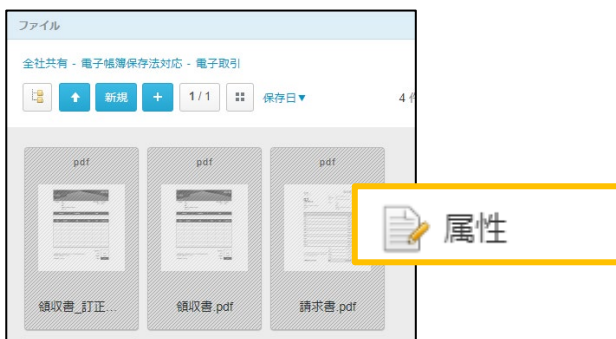 ファイル
全社共有 - 電子帳簿保存法対応 - 電子取引
新規 + 1 / 1 保存日▼ 4 件
pdf pdf pdf
領収書_訂正... 領収書.pdf 請求書.pdf
属性